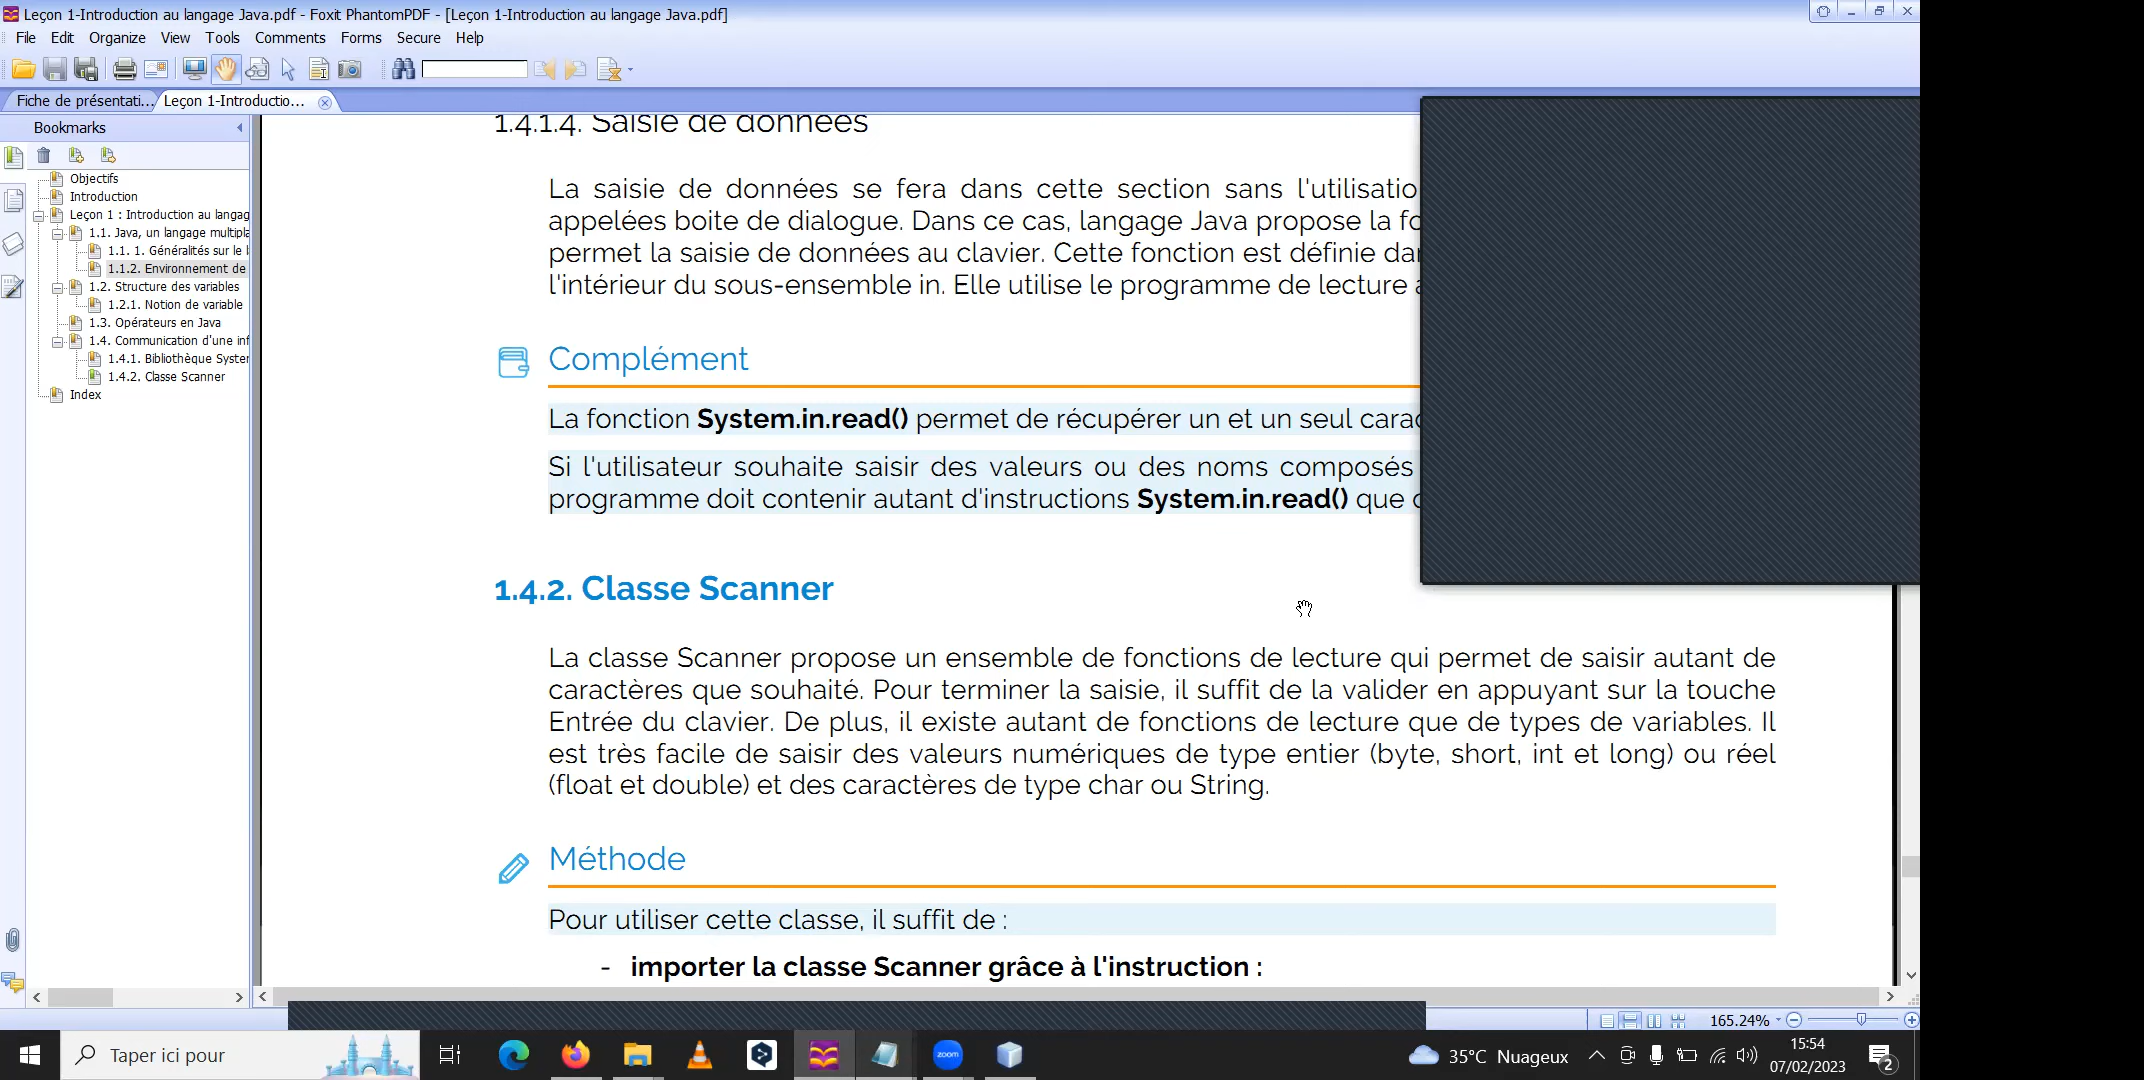 Leçon 1-Introduction au langage Java.pdf - Foxit PhantomPDF - [Leçon 1-Introduction au langage Java.pdf]
File Edit Organize View Tools Comments Forms Secure Help
Fiche de présentati... Leçon 1-Introductio...
Bookmarks
Objectifs
Introduction
Leçon 1 : Introduction au langag
1.1. Java, un langage multipla
1.1. 1. Généralités sur le l
1.1.2. Environnement de
1.2. Structure des variables
1.2.1. Notion de variable
1.3. Opérateurs en Java
1.4. Communication d'une inf
1.4.1. Bibliothèque System
1.4.2. Classe Scanner
Index
1.4.1.4. Saisie de données
La saisie de données se fera dans cette section sans l'utilisatio
appelées boite de dialogue. Dans ce cas, langage Java propose la fo
permet la saisie de données au clavier. Cette fonction est définie dan
l'intérieur du sous-ensemble in. Elle utilise le programme de lecture a
Complément
La fonction System.in.read() permet de récupérer un et un seul carac
Si l'utilisateur souhaite saisir des valeurs ou des noms composés
programme doit contenir autant d'instructions System.in.read() que
1.4.2. Classe Scanner
La classe Scanner propose un ensemble de fonctions de lecture qui permet de saisir autant de
caractères que souhaité. Pour terminer la saisie, il suffit de la valider en appuyant sur la touche
Entrée du clavier. De plus, il existe autant de fonctions de lecture que de types de variables. Il
est très facile de saisir des valeurs numériques de type entier (byte, short, int et long) ou réel
(float et double) et des caractères de type char ou String.
Méthode
Pour utiliser cette classe, il suffit de :
- importer la classe Scanner grâce à l'instruction :
165.24%
Taper ici pour
zoom
35°C Nuageux
15:54
07/02/2023
2